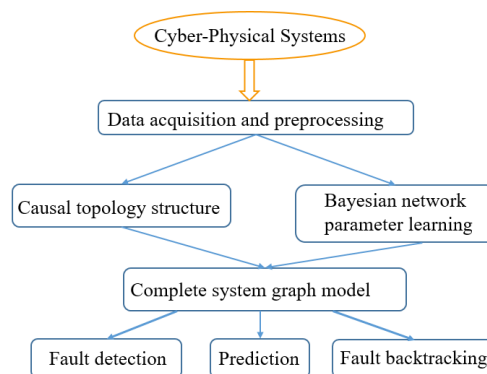 Cyber-Physical Systems
Data acquisition and preprocessing
Causal topology structure
Bayesian network
parameter learning
Complete system graph model
Fault detection
Prediction
Fault backtracking